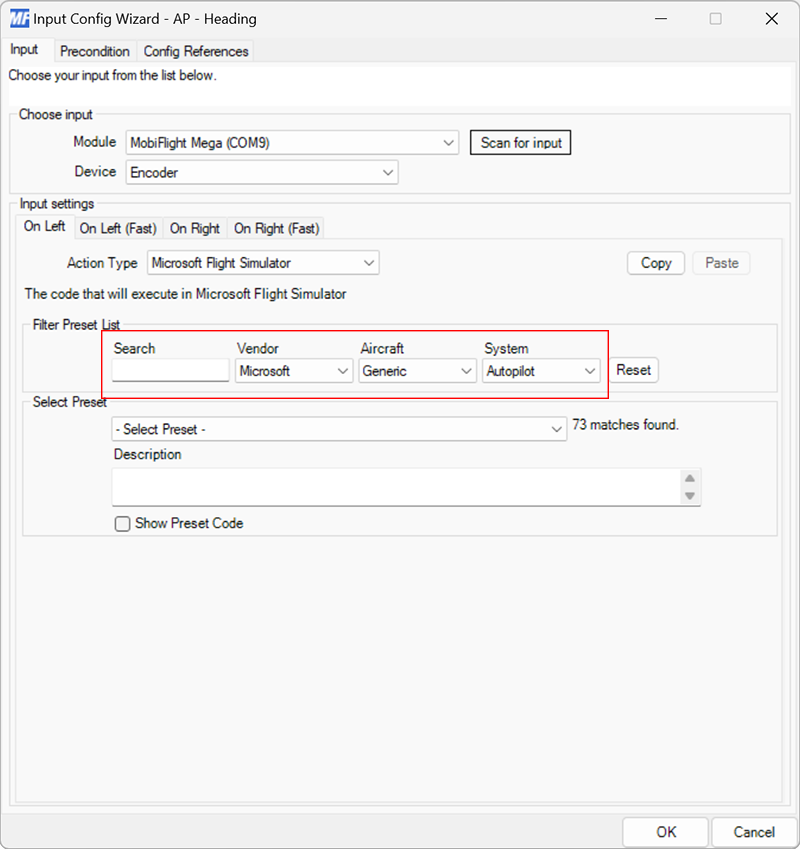 MF Input Config Wizard - AP - Heading
Input Precondition Config References
Choose your input from the list below.
Choose input
Module MobiFlight Mega (COM9) Scan for input
Device Encoder
Input settings
On Left On Left (Fast) On Right On Right (Fast)
Action Type Microsoft Flight Simulator Copy Paste
The code that will execute in Microsoft Flight Simulator
Filter Preset List
Search Vendor Aircraft System
Microsoft Generic Autopilot Reset
Select Preset
- Select Preset - 73 matches found.
Description
Show Preset Code
OK Cancel